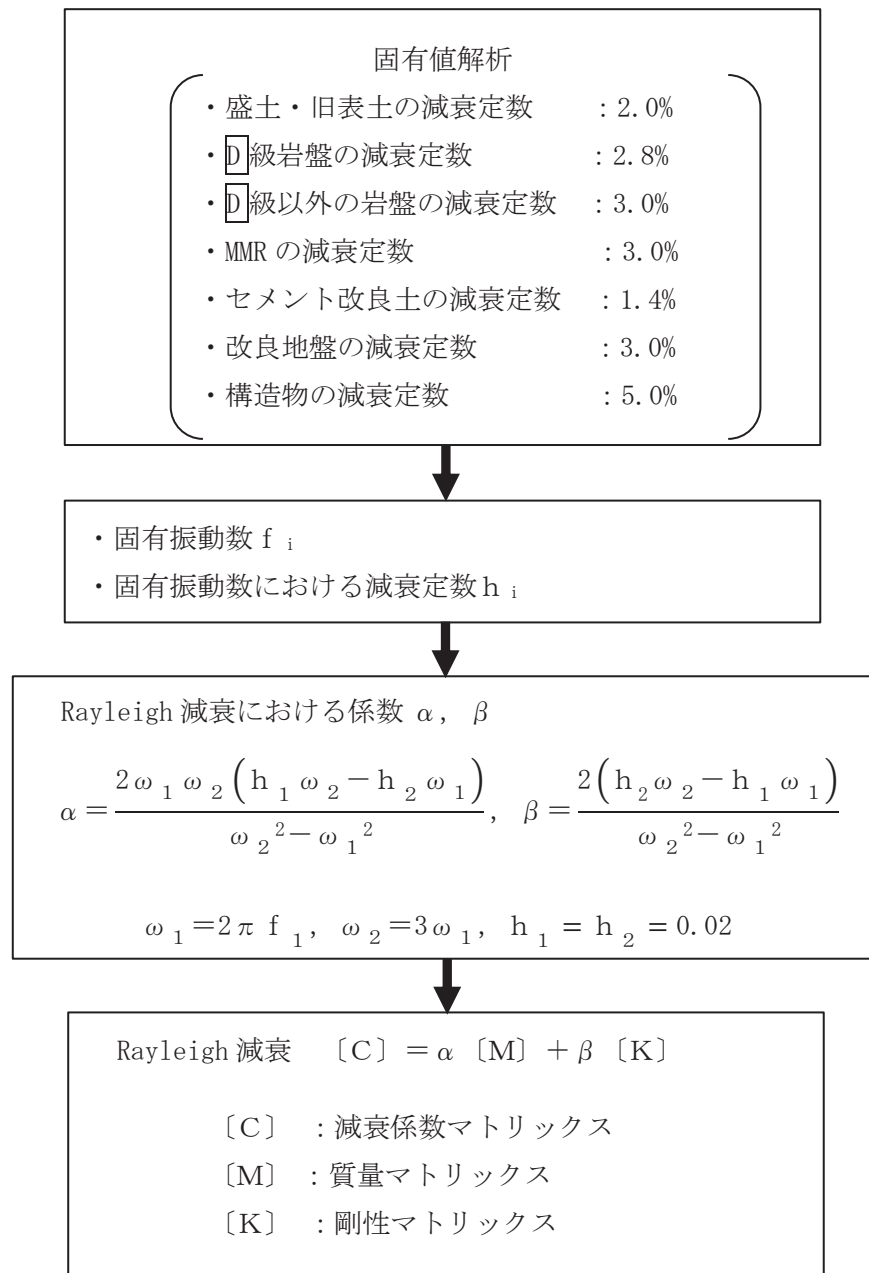 固有値解析
・盛土・旧表土の減衰定数 :2.0%
・D級岩盤の減衰定数 :2.8%
・D級以外の岩盤の減衰定数 :3.0%
・MMRの減衰定数 :3.0%
・セメント改良土の減衰定数 :1.4%
・改良地盤の減衰定数 :3.0%
・構造物の減衰定数 :5.0%
・固有振動数 f i
・固有振動数における減衰定数 h i
Rayleigh 減衰における係数 α, β
α=2ω1ω2(h1ω2-h2ω1)/(ω2²-ω1²), β=2(h2ω2-h1ω1)/(ω2²-ω1²)
ω1=2πf1, ω2=3ω1, h1=h2=0.02
Rayleigh 減衰 〔C〕=α〔M〕+β〔K〕
〔C〕 :減衰係数マトリックス
〔M〕 :質量マトリックス
〔K〕 :剛性マトリックス